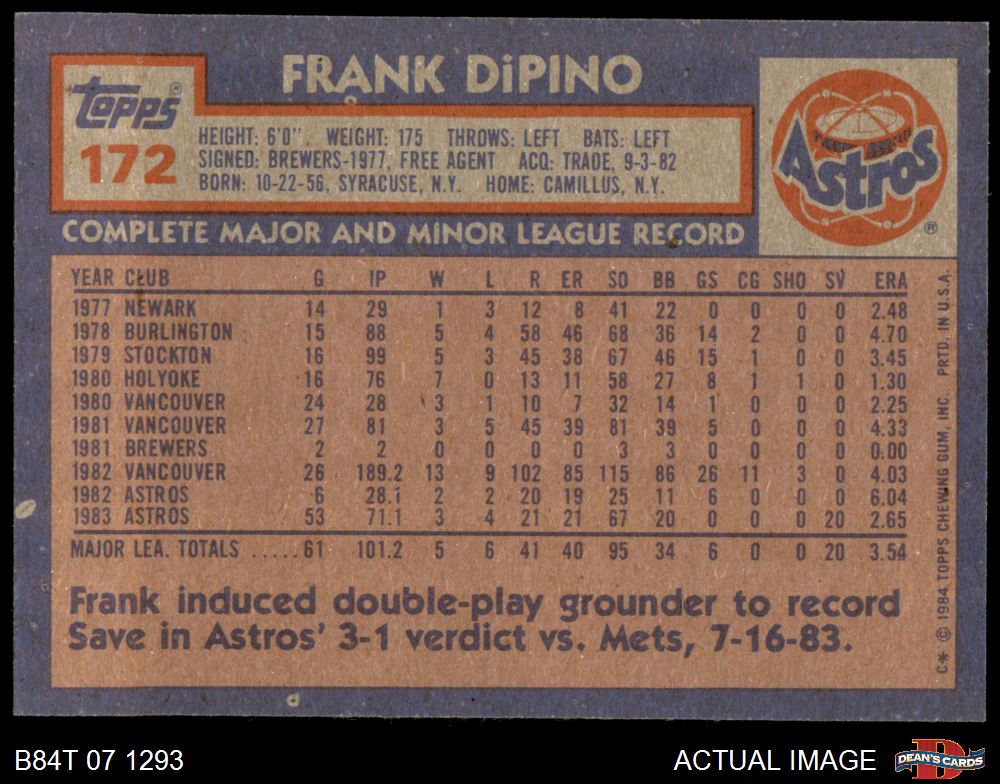 FRANK DiPINO
Topps®
172
HEIGHT: 6'0" WEIGHT: 175 THROWS: LEFT BATS: LEFT
SIGNED: BREWERS-1977, FREE AGENT ACQ: TRADE, 9-3-82
BORN: 10-22-56, SYRACUSE, N.Y. HOME: CAMILLUS, N.Y.
Astros
®
COMPLETE MAJOR AND MINOR LEAGUE RECORD
YEAR CLUB G IP W L R ER SO BB GS CG SHO SV ERA
1977 NEWARK 14 29 1 3 12 8 41 22 0 0 0 0 2.48
1978 BURLINGTON 15 88 5 4 58 46 68 36 14 2 0 0 4.70
1979 STOCKTON 16 99 5 3 45 38 67 46 15 1 0 0 3.45
1980 HOLYOKE 16 76 7 0 13 11 58 27 8 1 1 0 1.30
1980 VANCOUVER 24 28 3 1 10 7 32 14 1 0 0 0 2.25
1981 VANCOUVER 27 81 3 5 45 39 81 39 5 0 0 0 4.33
1981 BREWERS 2 2 0 0 0 0 3 3 0 0 0 0 0.00
1982 VANCOUVER 26 189.2 13 9 102 85 115 86 26 11 3 0 4.03
1982 ASTROS 6 28.1 2 2 20 19 25 11 6 0 0 0 6.04
1983 ASTROS 53 71.1 3 4 21 21 67 20 0 0 0 20 2.65
MAJOR LEA. TOTALS .....61 101.2 5 6 41 40 95 34 6 0 0 20 3.54
Frank induced double-play grounder to record
Save in Astros' 3-1 verdict vs. Mets, 7-16-83.
C* © 1984 TOPPS CHEWING GUM, INC. PRTD. IN U.S.A.
B84T 07 1293
ACTUAL IMAGE
D
DEAN'S CARDS